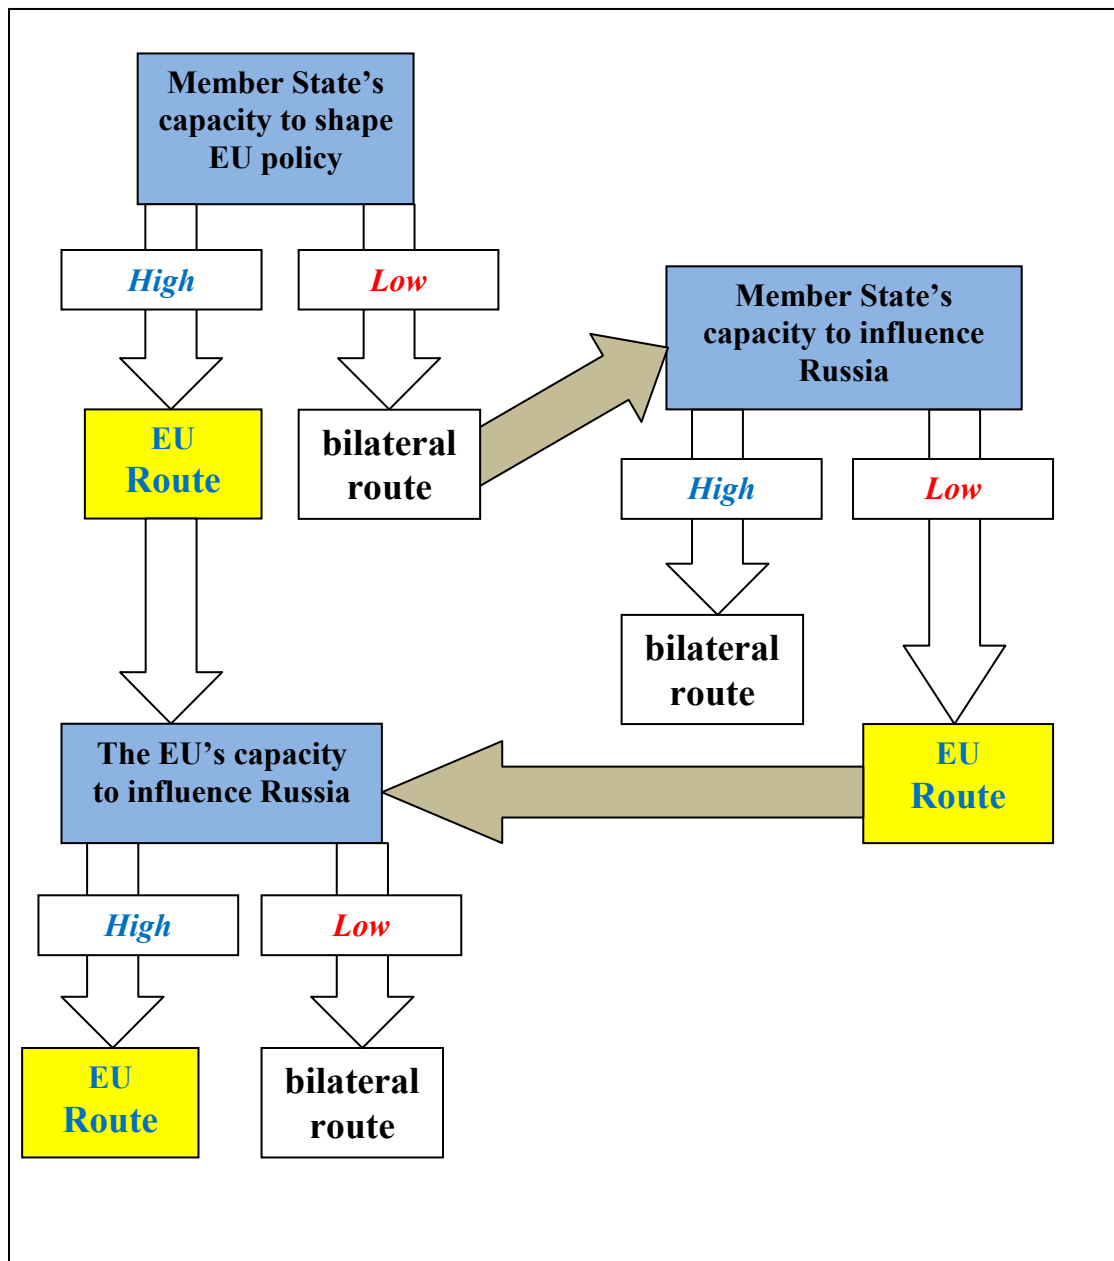 Member State’s
capacity to shape
EU policy
High
Low
Member State’s
capacity to influence
Russia
EU
Route
bilateral
route
High
Low
bilateral
route
The EU’s capacity
to influence Russia
EU
Route
High
Low
EU
Route
bilateral
route